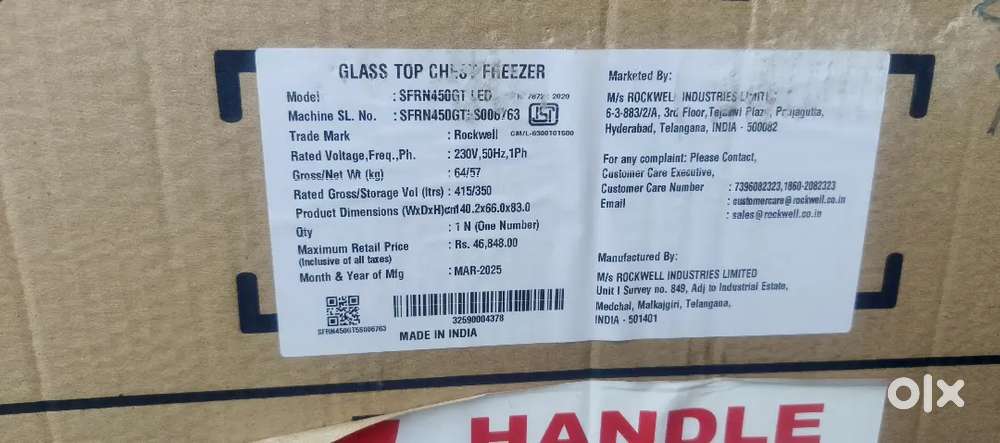 GLASS TOP CHEST FREEZER
Model : SFRN450GT LED
Machine SL. No. : SFRN450GT5S006763
CM/L-6300101500
Trade Mark : Rockwell
Rated Voltage,Freq.,Ph. : 230V,50Hz,1Ph
Gross/Net Wt (kg) : 64/57
Rated Gross/Storage Vol (ltrs) : 415/350
Product Dimensions (WxDxH)cm140.2x66.0x83.0
Qty : 1 N (One Number)
Maximum Retail Price : Rs. 46,848.00
(Inclusive of all taxes)
Month & Year of Mfg : MAR-2025
SFRN450GT5S006763
32590004378
MADE IN INDIA
Marketed By:
M/s ROCKWELL INDUSTRIES LIMITED
6-3-883/2/A, 3rd Floor, Tejaswi Plaza, Punjagutta,
Hyderabad, Telangana, INDIA - 500082
For any complaint: Please Contact,
Customer Care Executive,
Customer Care Number : 7396082323,1860-2082323
Email : customercare@rockwell.co.in
: sales@rockwell.co.in
Manufactured By:
M/s ROCKWELL INDUSTRIES LIMITED
Unit I Survey no. 849, Adj to Industrial Estate,
Medchal, Malkajgiri, Telangana,
INDIA - 501401
HANDLE
olx